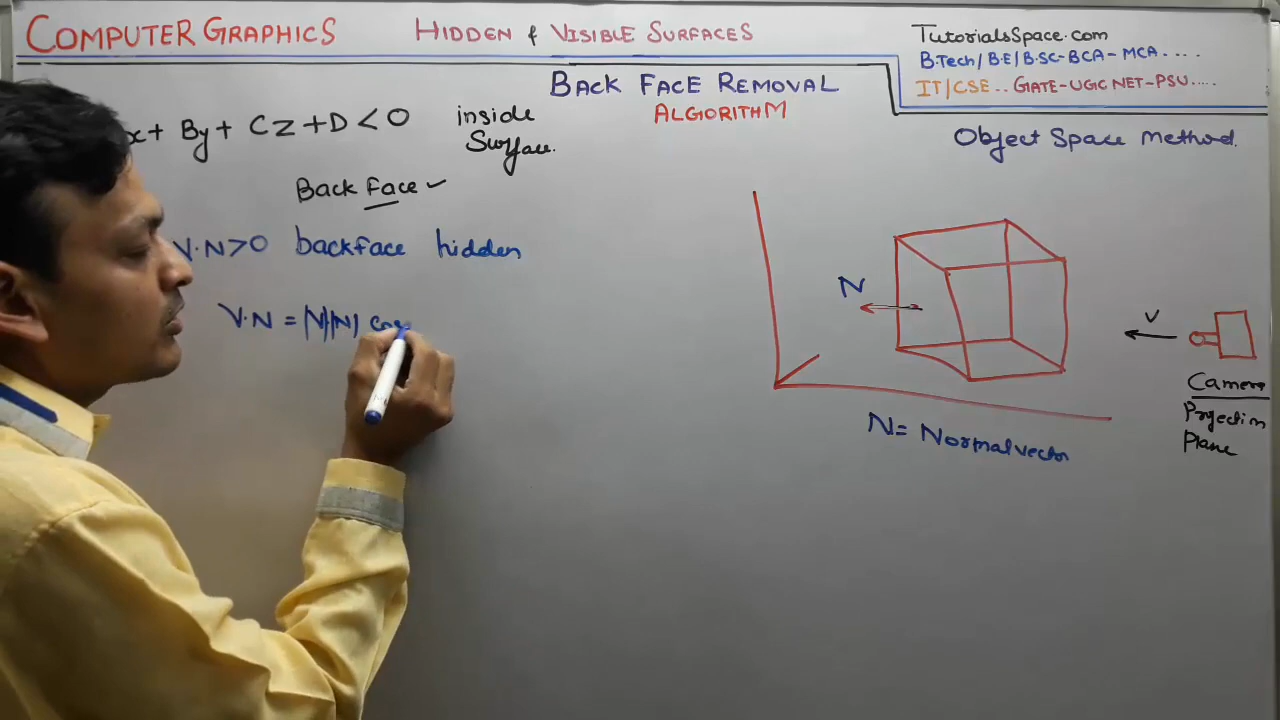 COMPUTER GRAPHICS HIDDEN & VISIBLE SURFACES
TutorialsSpace.com
B.Tech/B.E/B.SC-BCA-MCA.....
IT/CSE.. GATE-UGC NET-PSU.....
BACK FACE REMOVAL
ALGORITHM
Object Space Method.
x + By + Cz + D < 0 inside
Surface.
Back Face ✓
V.N>0 backface hidden
V.N = |V||N| cos
N
V
Camera
Projection
Plane
N = Normal vector